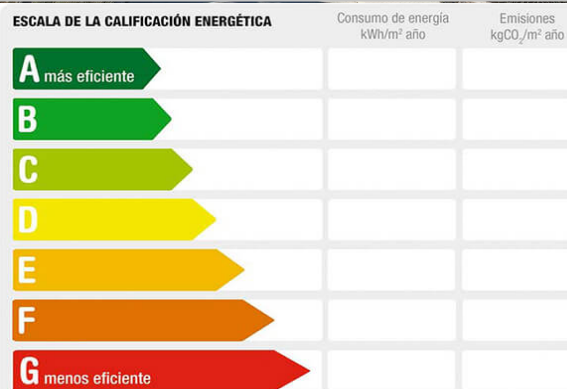 ESCALA DE LA CALIFICACIÓN ENERGÉTICA
Consumo de energía
kWh/m² año
Emisiones
kgCO₂/m² año
A más eficiente
B
C
D
E
F
G menos eficiente